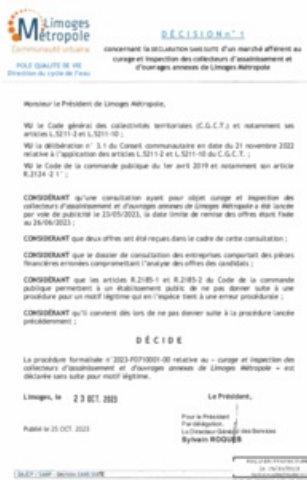 Limoges
Métropole
Communauté urbaine
PÔLE QUALITÉ DE VIE
Direction du cycle de l'eau
DÉCISION n° 1
concernant la DECLARATION SANS SUITE d'un marché afférent au
curage et inspection des collecteurs d'assainissement et
d'ouvrages annexes de Limoges Métropole
Monsieur le Président de Limoges Métropole,
VU le Code général des collectivités territoriales (C.G.C.T.) et notamment ses
articles L.5211-2 et L.5211-10 ;
VU la délibération n° 3.1 du Conseil communautaire en date du 21 novembre 2022
relative à l'application des articles L.5211-2 et L.5211-10 du C.G.C.T. ;
VU le Code de la commande publique du 1er avril 2019 et notamment son article
R.2124-2 1° ;
CONSIDÉRANT qu'une consultation ayant pour objet curage et inspection des
collecteurs d'assainissement et d'ouvrages annexes de Limoges Métropole a été lancée
par voie de publicité le 23/05/2023, la date limite de remise des offres étant fixée
au 26/06/2023 ;
CONSIDÉRANT que deux offres ont été reçues dans le cadre de cette consultation ;
CONSIDÉRANT que le dossier de consultation des entreprises comportait des pièces
financières erronées compromettant l'analyse des offres des candidats ;
CONSIDÉRANT que les articles R.2185-1 et R.2185-2 du Code de la commande
publique permettent à un établissement public de ne pas donner suite à une
procédure pour un motif légitime qui en l'espèce tient à une erreur procédurale ;
CONSIDÉRANT qu'il convient dès lors de ne pas donner suite à la procédure lancée
précédemment ;
DÉCIDE
La procédure formalisée n°2023-F0710001-00 relative au « curage et inspection des
collecteurs d'assainissement et d'ouvrages annexes de Limoges Métropole » est
déclarée sans suite pour motif légitime.
Limoges, le 23 OCT. 2023
Le Président,
Pour le Président
Par délégation,
Le Directeur Général des Services
Sylvain ROQUES
Publié le 25 OCT. 2023